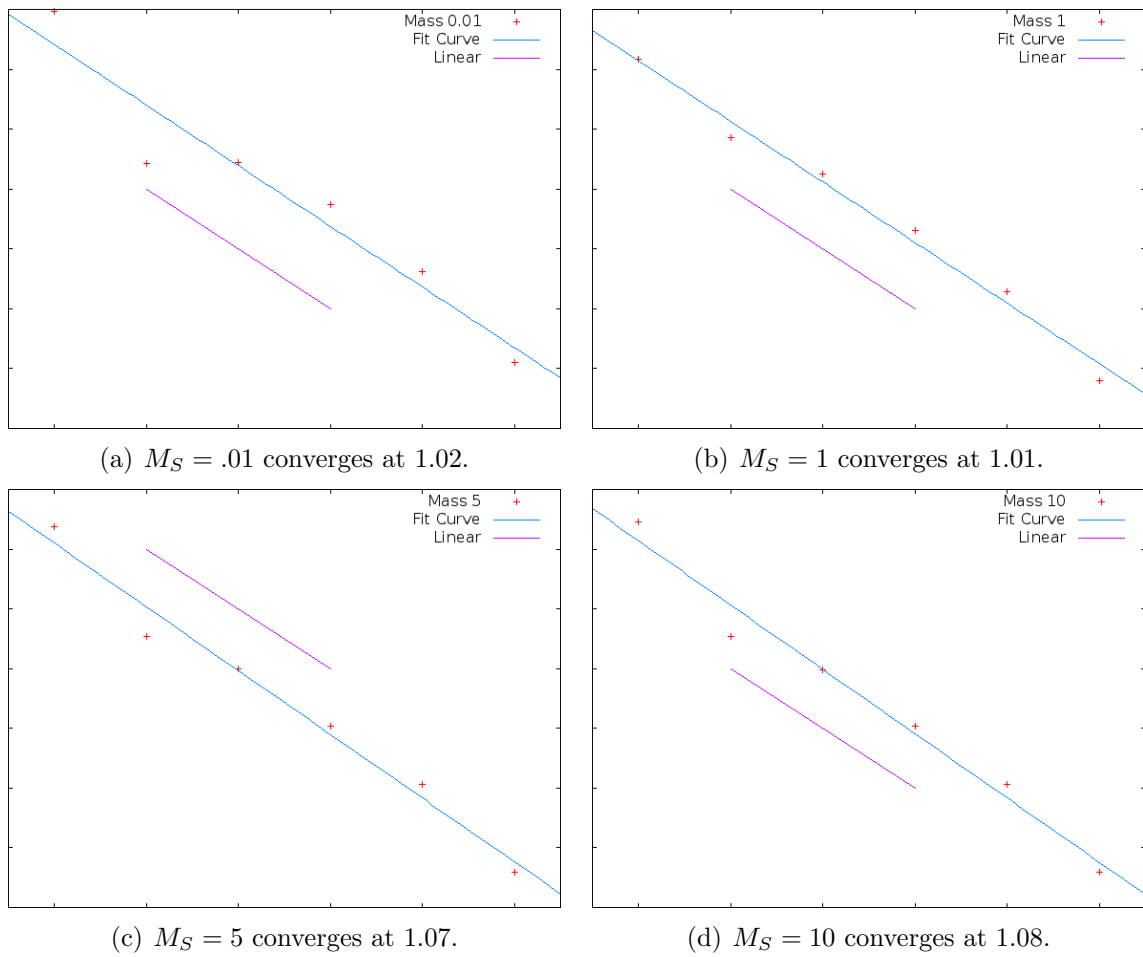 Mass 0.01
Fit Curve
Linear
Mass 1
Fit Curve
Linear
(a) M_S = .01 converges at 1.02.
(b) M_S = 1 converges at 1.01.
Mass 5
Fit Curve
Linear
Mass 10
Fit Curve
Linear
(c) M_S = 5 converges at 1.07.
(d) M_S = 10 converges at 1.08.